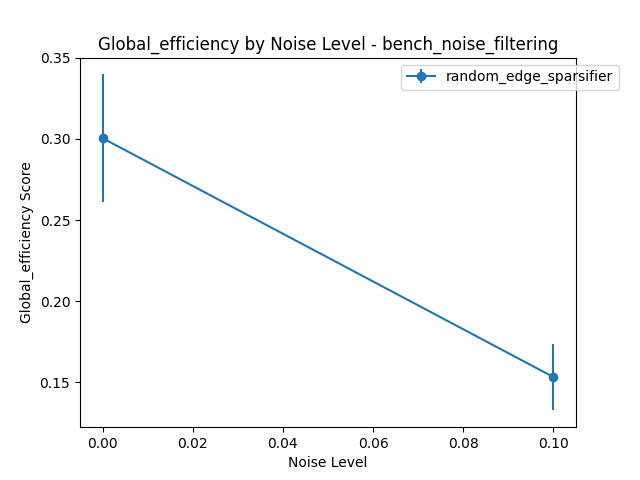 Global_efficiency by Noise Level - bench_noise_filtering
random_edge_sparsifier
Global_efficiency Score
0.35
0.30
0.25
0.20
0.15
0.00 0.02 0.04 0.06 0.08 0.10
Noise Level